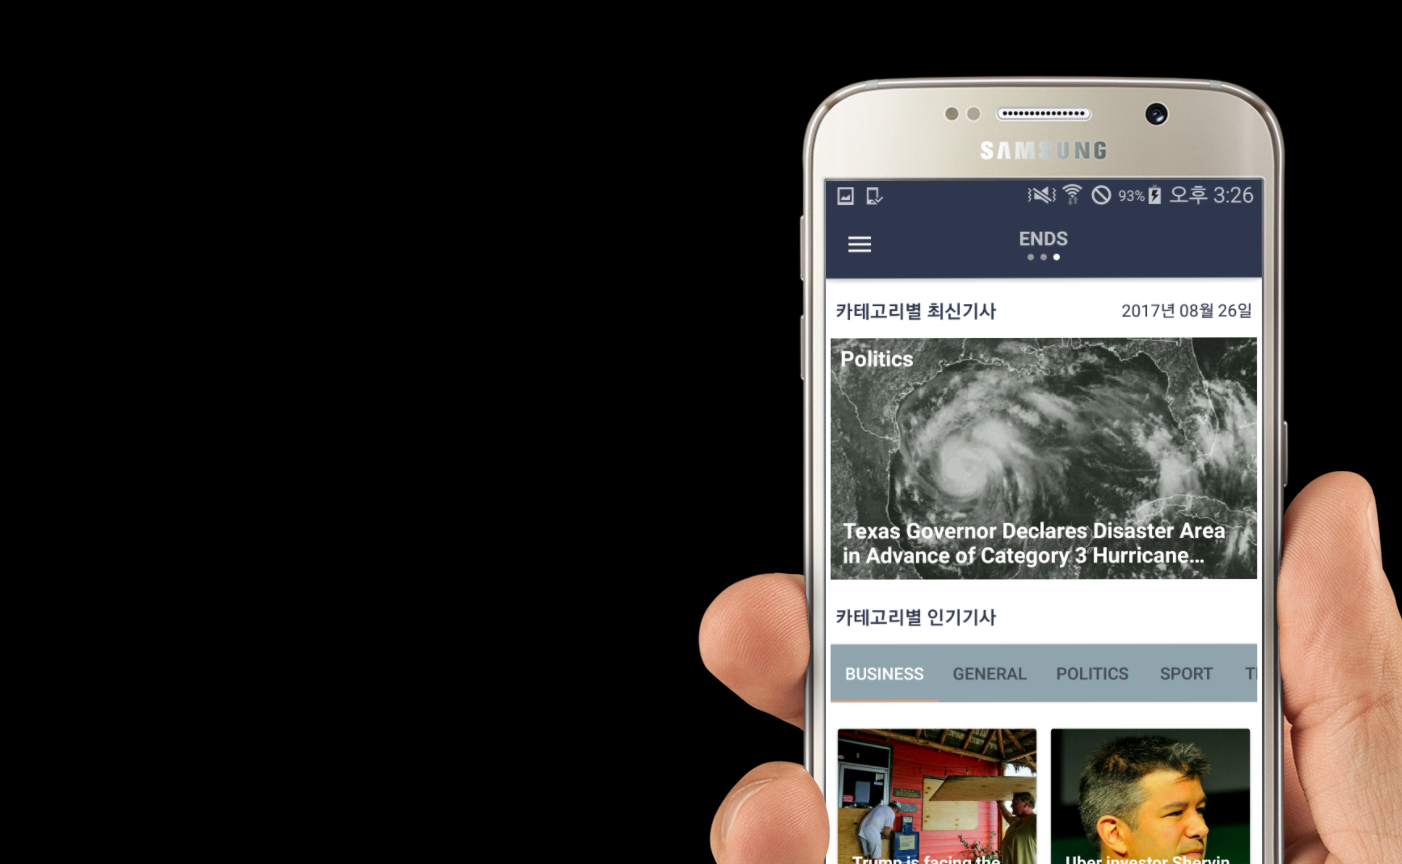 SAMSUNG
93% 오후 3:26
ENDS
카테고리별 최신기사 2017년 08월 26일
Politics
Texas Governor Declares Disaster Area
in Advance of Category 3 Hurricane...
카테고리별 인기기사
BUSINESS GENERAL POLITICS SPORT T
Trump is facing the
Uber investor Shervin